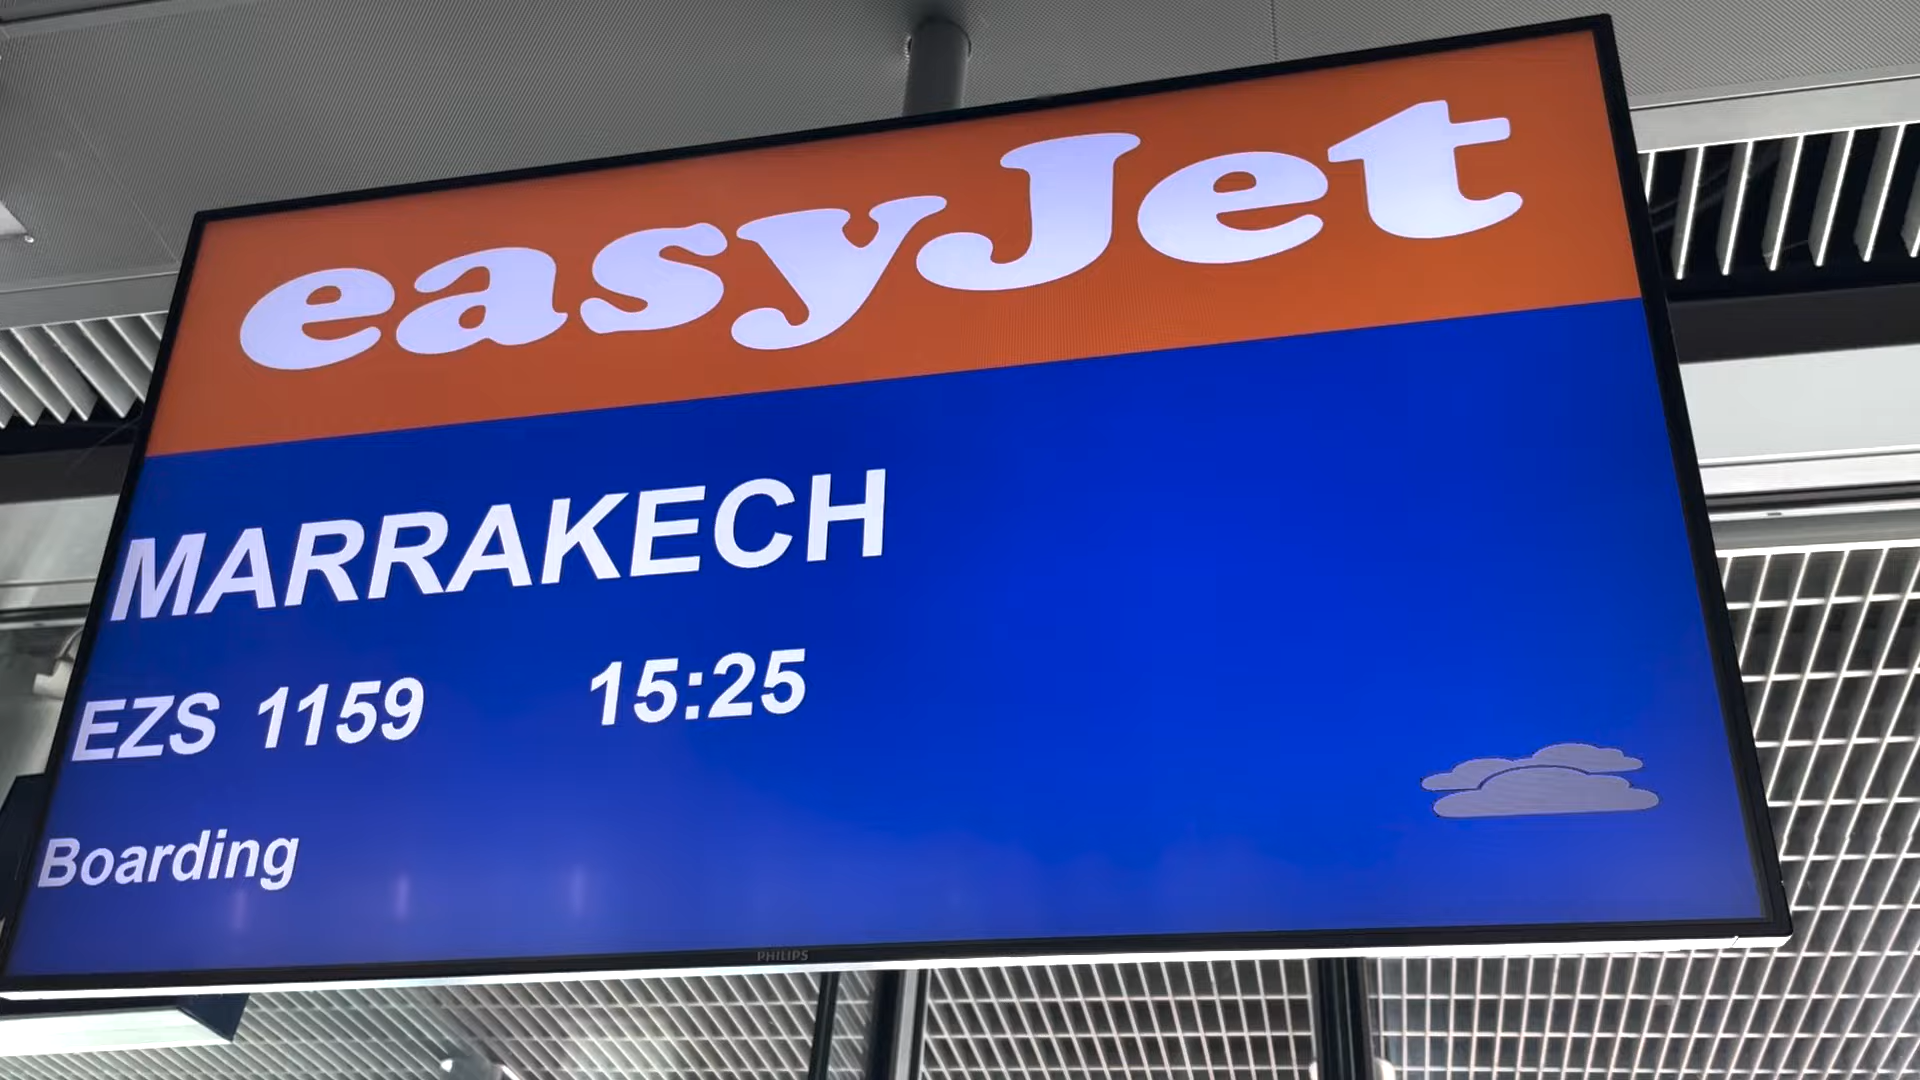 easyJet
MARRAKECH
EZS 1159 15:25
Boarding
PHILIPS